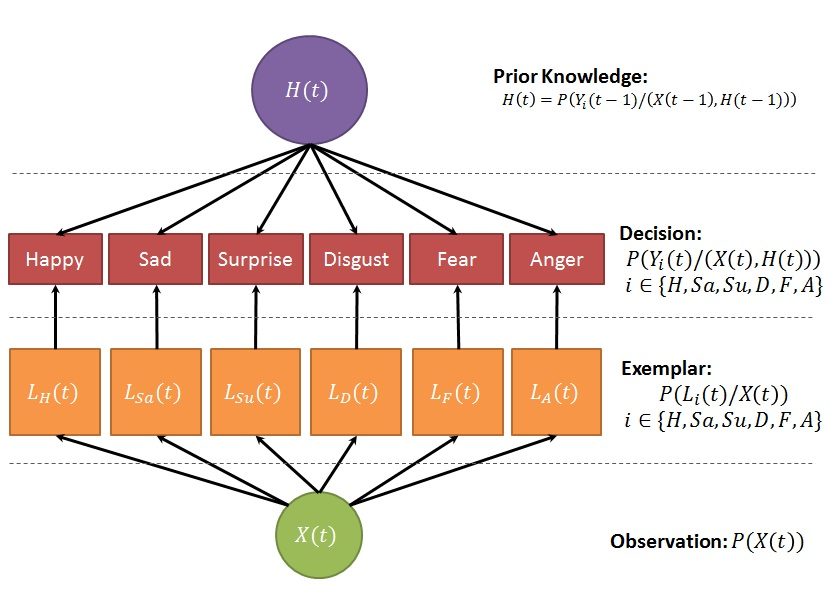 H(t)
Prior Knowledge:
H(t) = P(Y_i(t − 1)/(X(t − 1), H(t − 1)))
Happy
Sad
Surprise
Disgust
Fear
Anger
Decision:
P(Y_i(t)/(X(t), H(t)))
i ∈ {H, Sa, Su, D, F, A}
L_H(t)
L_Sa(t)
L_Su(t)
L_D(t)
L_F(t)
L_A(t)
Exemplar:
P(L_i(t)/X(t))
i ∈ {H, Sa, Su, D, F, A}
X(t)
Observation: P(X(t))